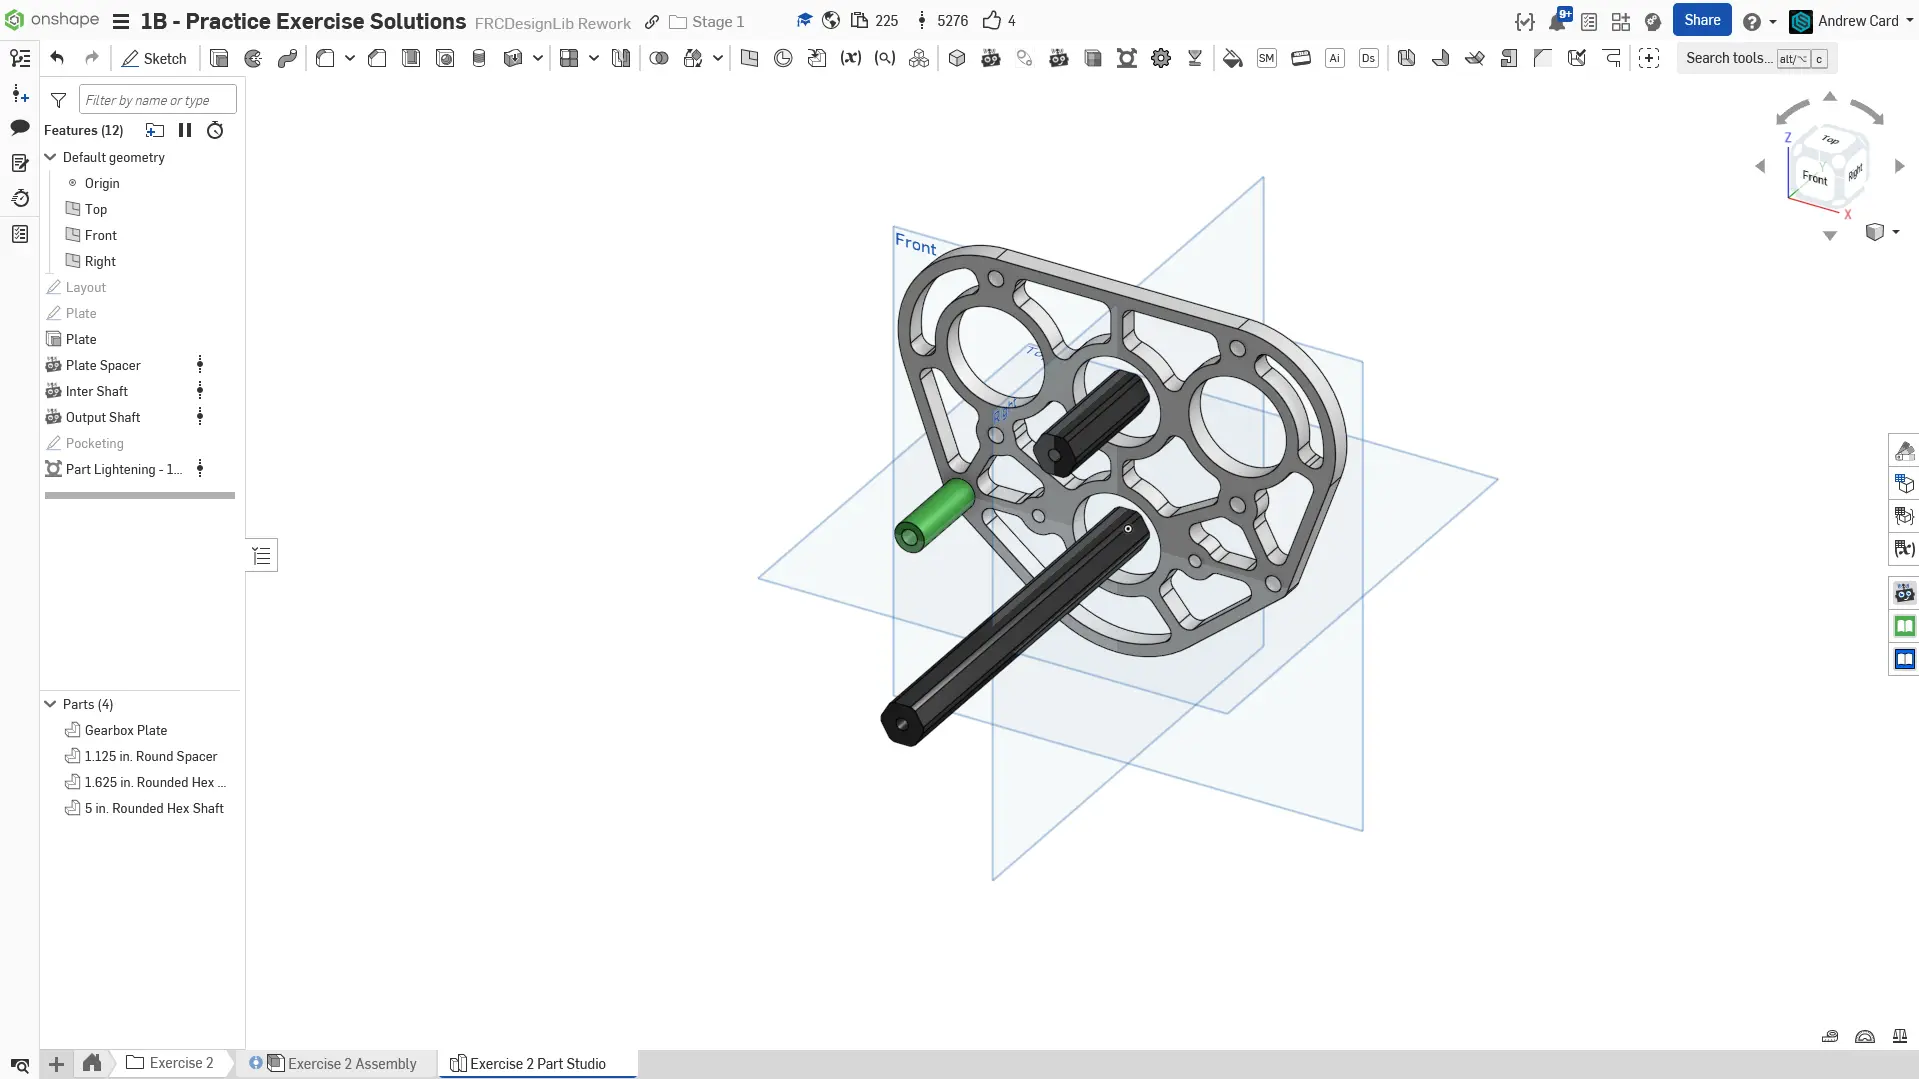 onshape
1B - Practice Exercise Solutions
FRCDesignLib Rework
Stage 1
225
5276
4
9+
Share
Andrew Card
Sketch
SM
Ai
Ds
Search tools... alt/⌥ c
Filter by name or type
Features (12)
Default geometry
Origin
Top
Front
Right
Layout
Plate
Plate
Plate Spacer
Inter Shaft
Output Shaft
Pocketing
Part Lightening - 1...
Parts (4)
Gearbox Plate
1.125 in. Round Spacer
1.625 in. Rounded Hex ...
5 in. Rounded Hex Shaft
Front
Right
Z
Top
Y
Front
Right
X
Exercise 2
Exercise 2 Assembly
Exercise 2 Part Studio